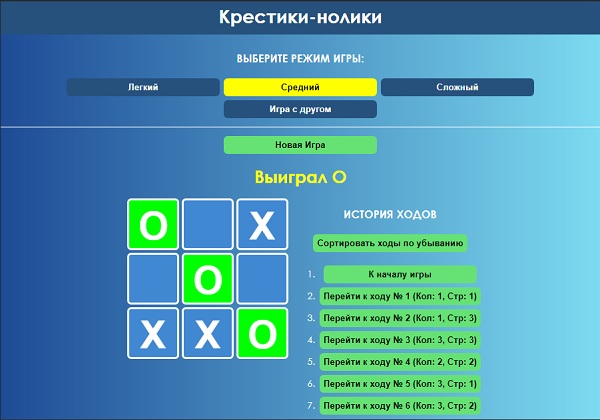 Крестики-нолики
ВЫБЕРИТЕ РЕЖИМ ИГРЫ:
Легкий Средний Сложный
Игра с другом
Новая Игра
Выиграл O
O X
O
X X O
ИСТОРИЯ ХОДОВ
Сортировать ходы по убыванию
1. К началу игры
2. Перейти к ходу № 1 (Кол: 1, Стр: 1)
3. Перейти к ходу № 2 (Кол: 1, Стр: 3)
4. Перейти к ходу № 3 (Кол: 3, Стр: 3)
5. Перейти к ходу № 4 (Кол: 2, Стр: 2)
6. Перейти к ходу № 5 (Кол: 3, Стр: 1)
7. Перейти к ходу № 6 (Кол: 3, Стр: 2)